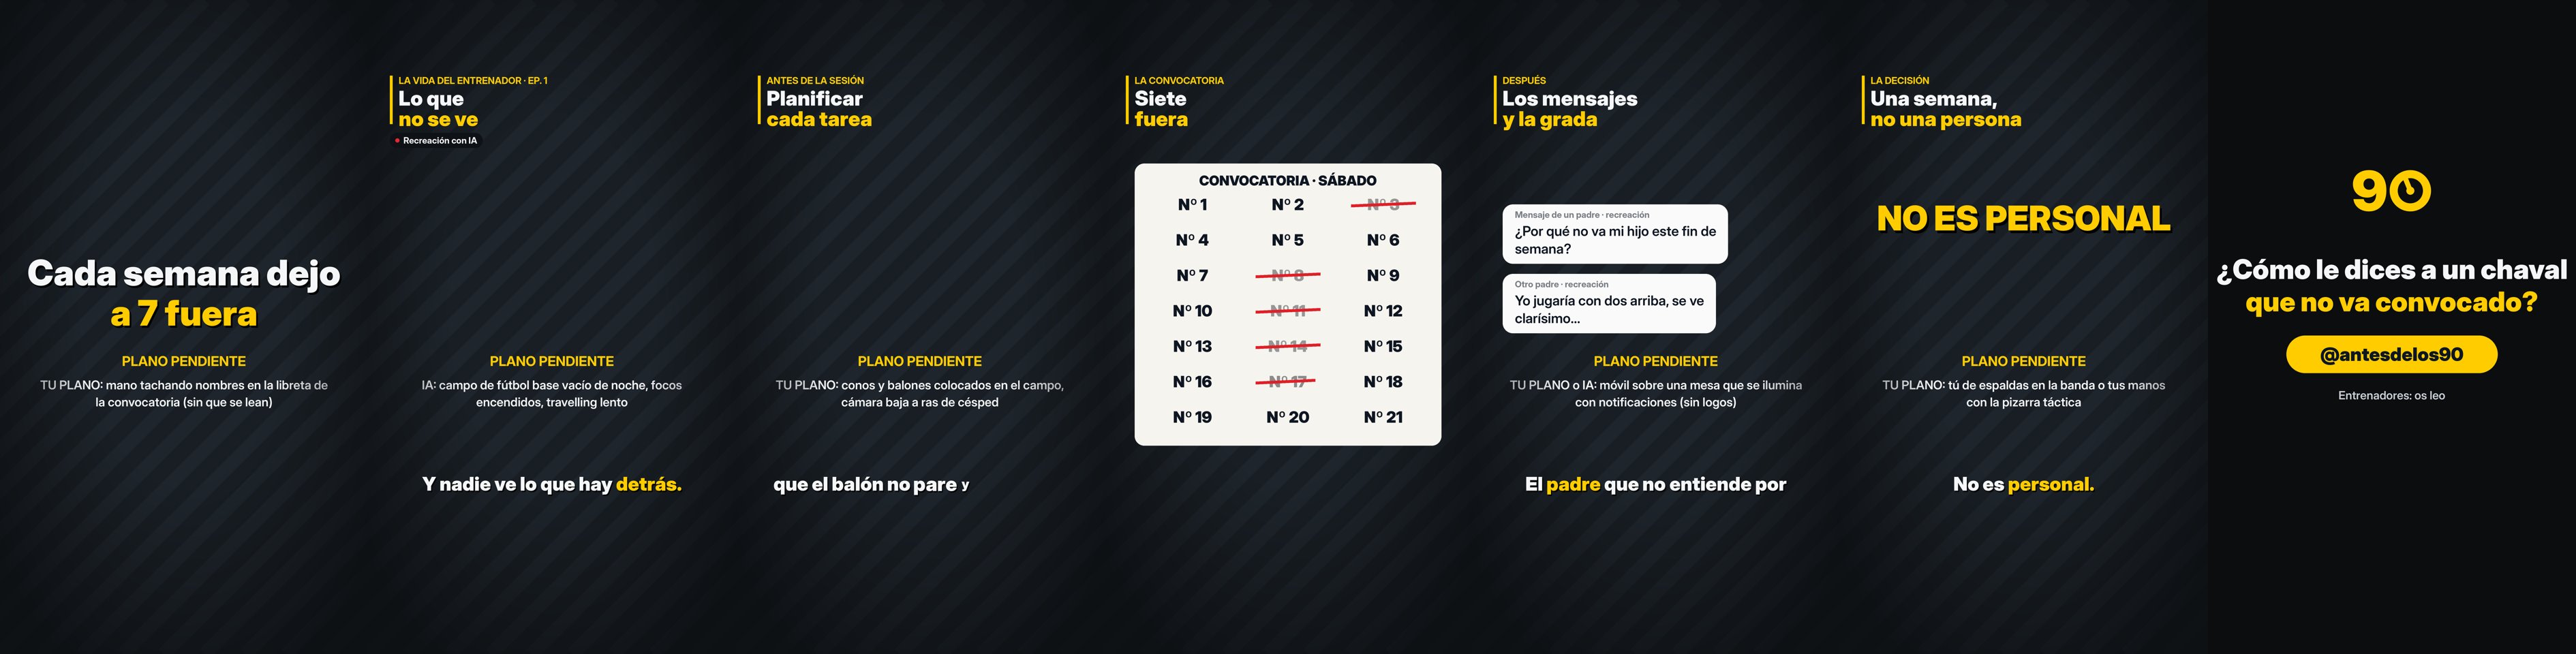 Cada semana dejo
a 7 fuera
PLANO PENDIENTE
TU PLANO: mano tachando nombres en la libreta de
la convocatoria (sin que se lean)
LA VIDA DEL ENTRENADOR · EP. 1
Lo que
no se ve
Recreación con IA
PLANO PENDIENTE
IA: campo de fútbol base vacío de noche, focos
encendidos, travelling lento
Y nadie ve lo que hay detrás.
ANTES DE LA SESIÓN
Planificar
cada tarea
PLANO PENDIENTE
TU PLANO: conos y balones colocados en el campo,
cámara baja a ras de césped
que el balón no pare y
LA CONVOCATORIA
Siete
fuera
CONVOCATORIA · SÁBADO
Nº 1 Nº 2 Nº 3
Nº 4 Nº 5 Nº 6
Nº 7 Nº 8 Nº 9
Nº 10 Nº 11 Nº 12
Nº 13 Nº 14 Nº 15
Nº 16 Nº 17 Nº 18
Nº 19 Nº 20 Nº 21
DESPUÉS
Los mensajes
y la grada
Mensaje de un padre · recreación
¿Por qué no va mi hijo este fin de
semana?
Otro padre · recreación
Yo jugaría con dos arriba, se ve
clarísimo...
PLANO PENDIENTE
TU PLANO o IA: móvil sobre una mesa que se ilumina
con notificaciones (sin logos)
El padre que no entiende por
LA DECISIÓN
Una semana,
no una persona
NO ES PERSONAL
PLANO PENDIENTE
TU PLANO: tú de espaldas en la banda o tus manos
con la pizarra táctica
No es personal.
90
¿Cómo le dices a un chaval
que no va convocado?
@antesdelos90
Entrenadores: os leo